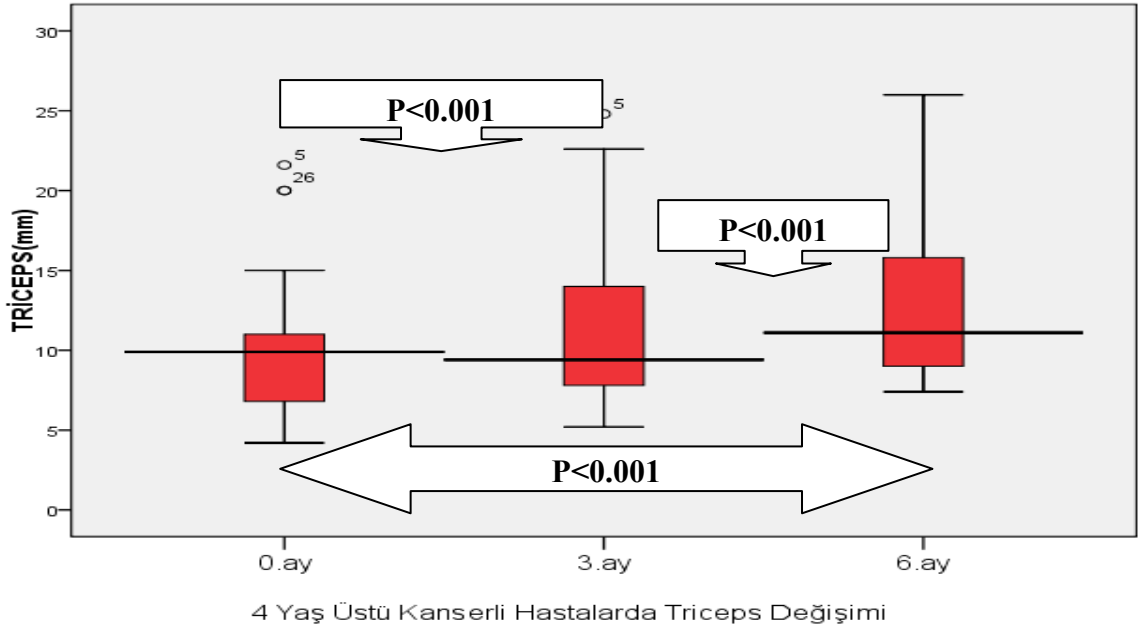 30
25
20
15
10
5
0
TRİCEPS(mm)
P<0.001
5
5
26
P<0.001
P<0.001
0.ay
3.ay
6.ay
4 Yaş Üstü Kanserli Hastalarda Triceps Değişimi